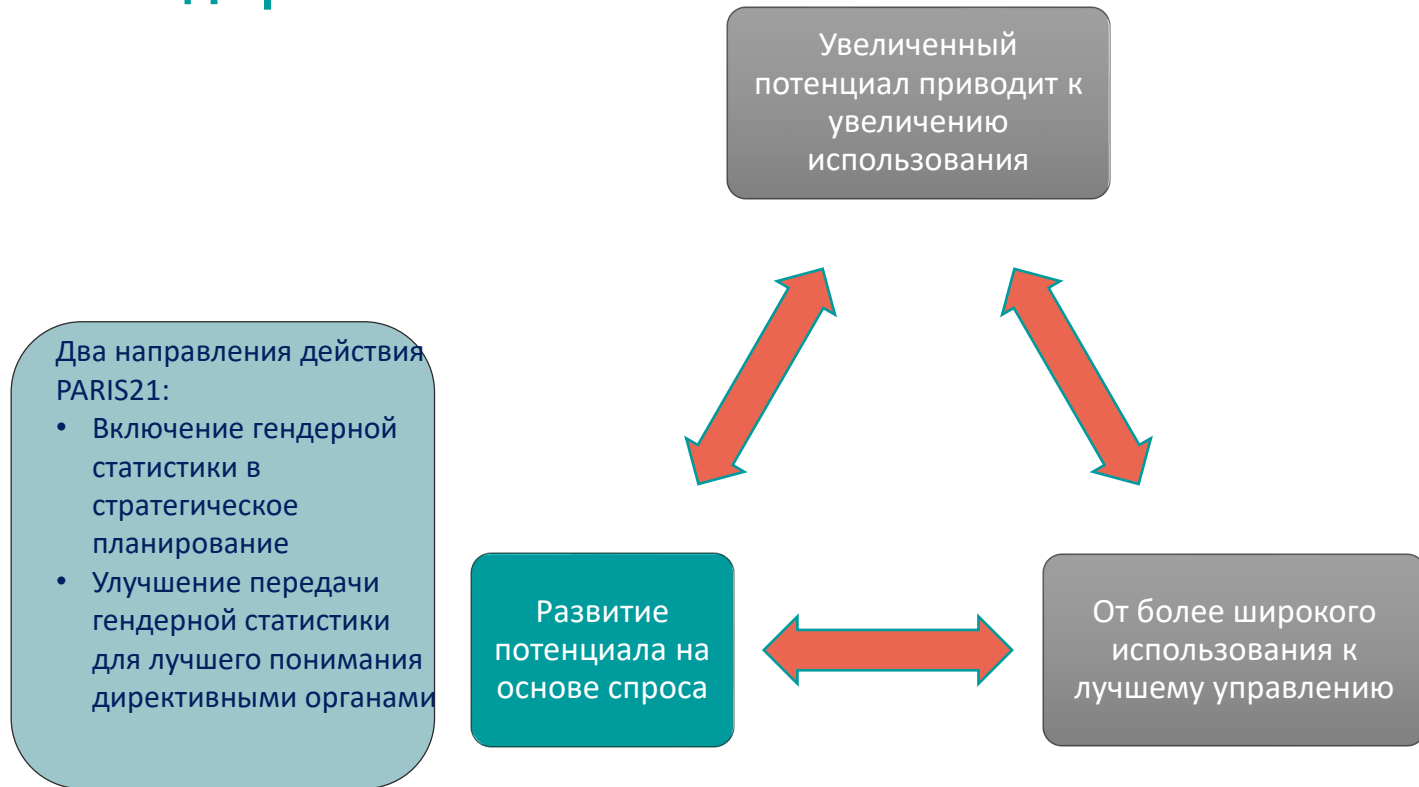 Увеличенный
потенциал приводит к
увеличению
использования
Два направления действия
PARIS21:
• Включение гендерной
статистики в
стратегическое
планирование
• Улучшение передачи
гендерной статистики
для лучшего понимания
директивными органами
Развитие
потенциала на
основе спроса
От более широкого
использования к
лучшему управлению